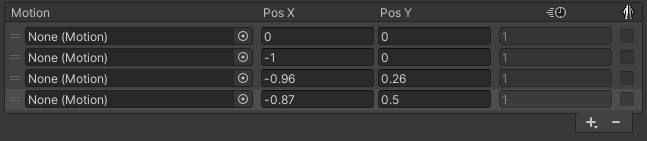 Motion Pos X Pos Y
None (Motion) 0 0 1
None (Motion) -1 0 1
None (Motion) -0.96 0.26 1
None (Motion) -0.87 0.5 1